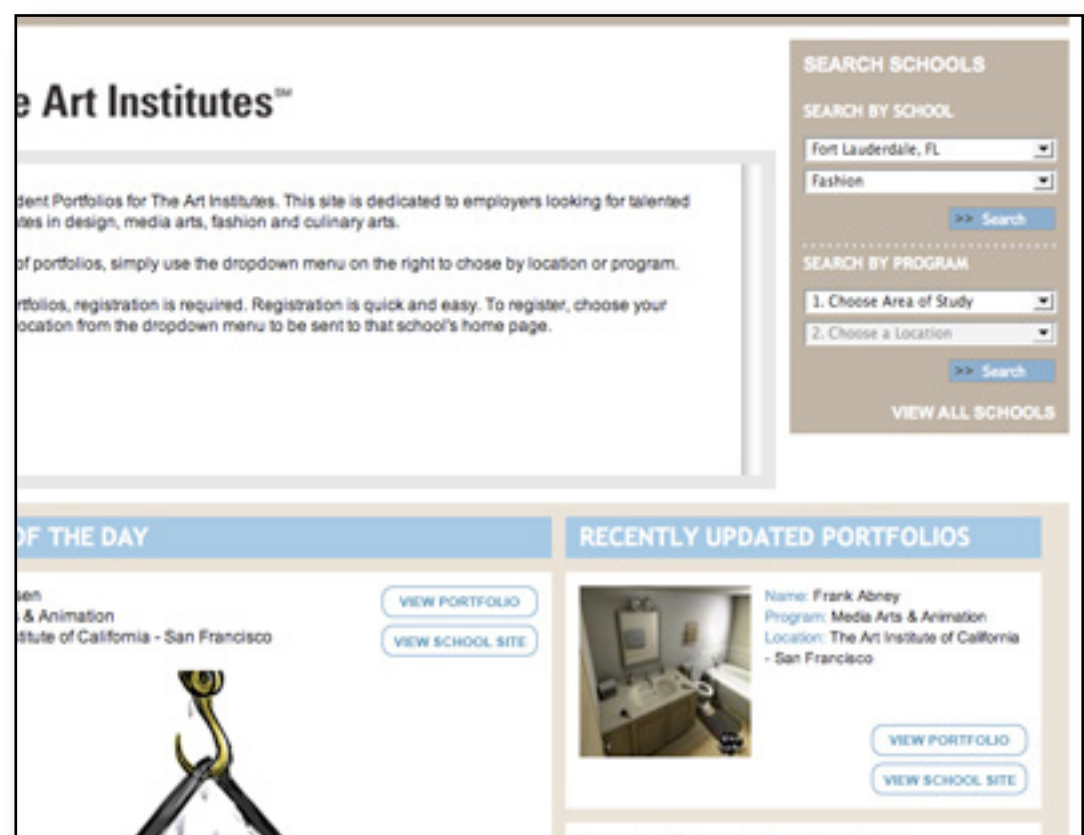 e Art Institutes℠
dent Portfolios for The Art Institutes. This site is dedicated to employers looking for talented
ates in design, media arts, fashion and culinary arts.
of portfolios, simply use the dropdown menu on the right to chose by location or program.
rtfolios, registration is required. Registration is quick and easy. To register, choose your
ocation from the dropdown menu to be sent to that school's home page.
SEARCH SCHOOLS
SEARCH BY SCHOOL
Fort Lauderdale, FL
Fashion
>> Search
SEARCH BY PROGRAM
1. Choose Area of Study
2. Choose a Location
>> Search
VIEW ALL SCHOOLS
OF THE DAY
sen
& Animation
stitute of California - San Francisco
VIEW PORTFOLIO
VIEW SCHOOL SITE
RECENTLY UPDATED PORTFOLIOS
Name: Frank Abney
Program: Media Arts & Animation
Location: The Art Institute of California
- San Francisco
VIEW PORTFOLIO
VIEW SCHOOL SITE